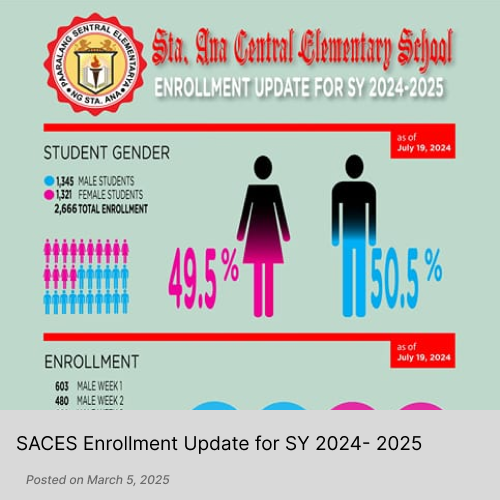 PAARALANG SENTRAL ELEMENTARYA
NG STA. ANA
Sta. Ana Central Elementary School
ENROLLMENT UPDATE FOR SY 2024-2025
as of
July 19, 2024
STUDENT GENDER
1,345 MALE STUDENTS
1,321 FEMALE STUDENTS
2,666 TOTAL ENROLLMENT
49.5%
50.5%
as of
July 19, 2024
ENROLLMENT
603 MALE WEEK 1
480 MALE WEEK 2
SACES Enrollment Update for SY 2024- 2025
Posted on March 5, 2025